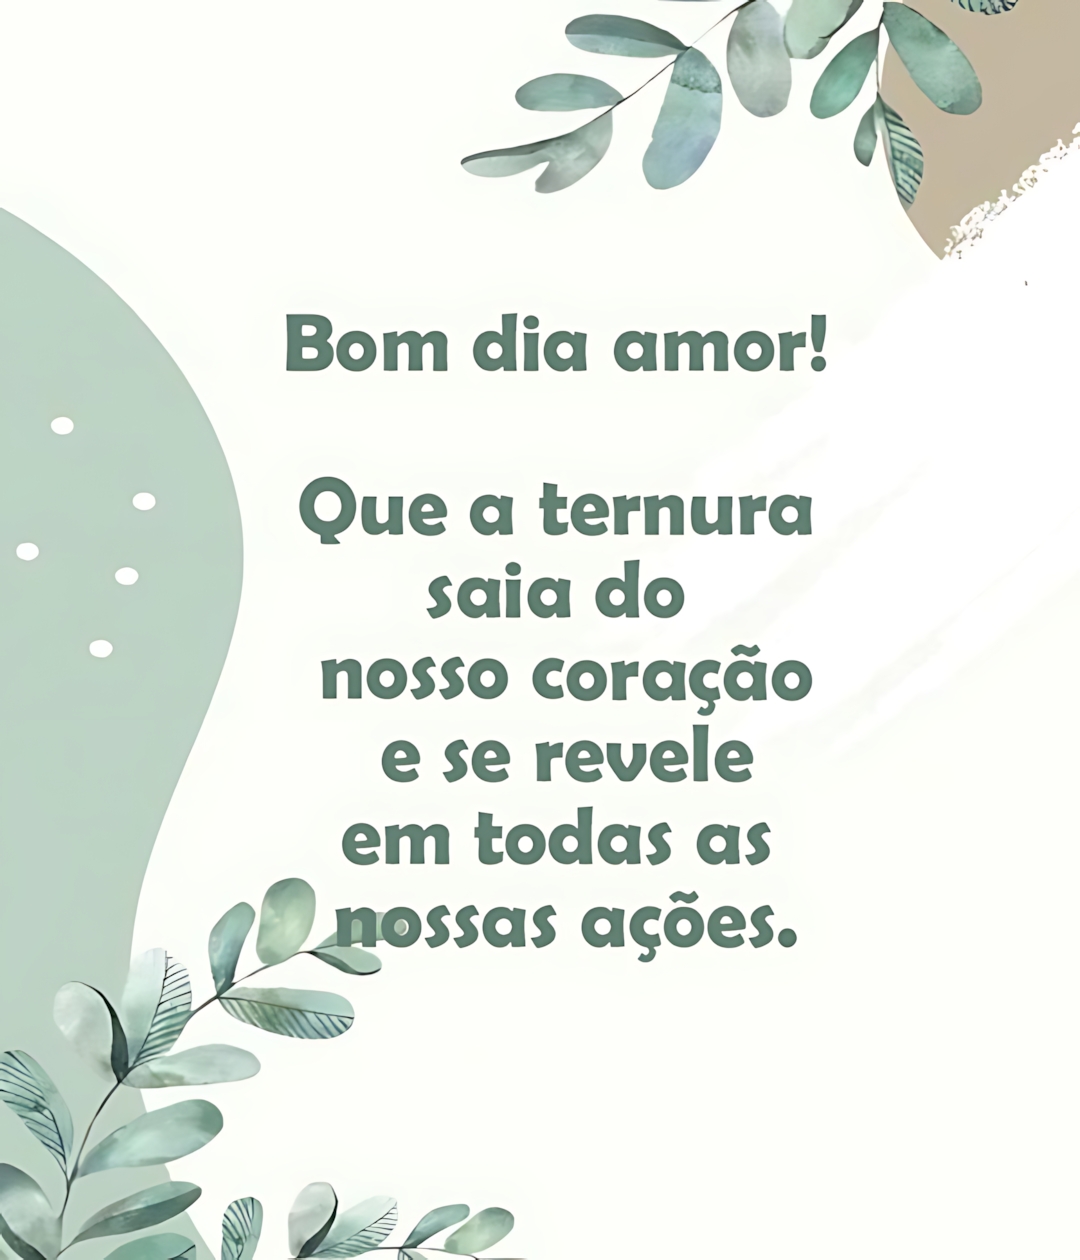 Bom dia amor!
Que a ternura
saia do
nosso coração
e se revele
em todas as
nossas ações.